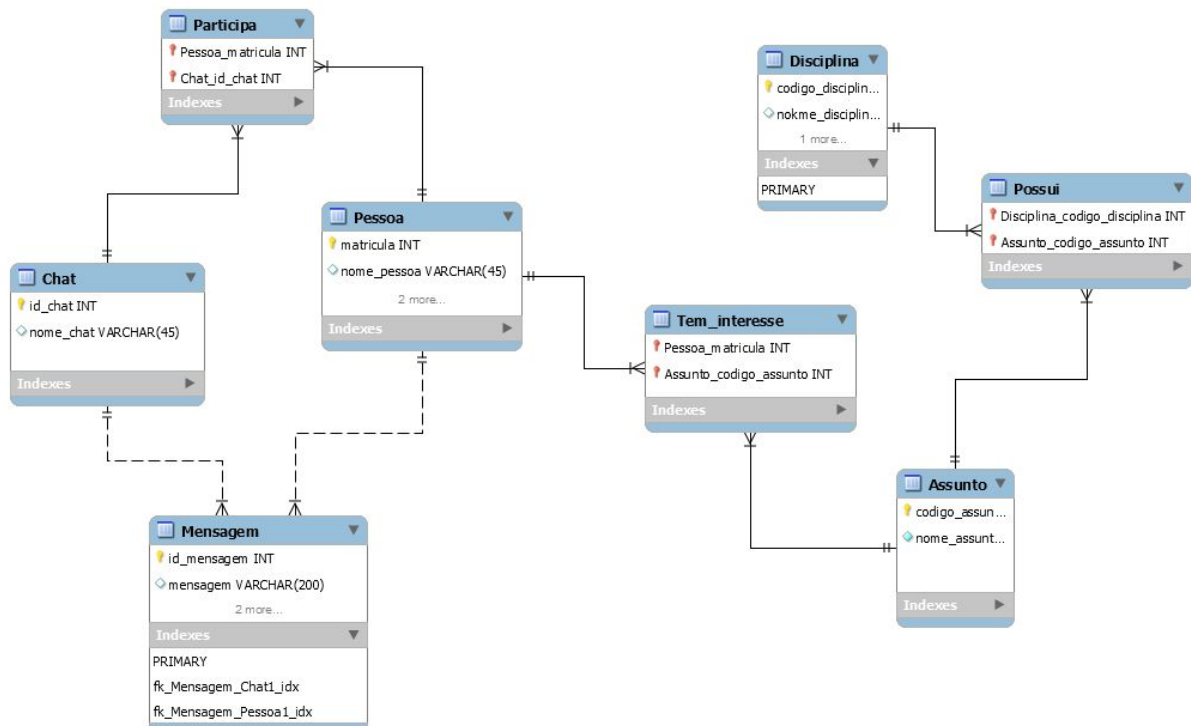 Participa
Pessoa_matricula INT
Chat_id_chat INT
Indexes
Disciplina
codigo_disciplin...
nokme_disciplin...
1 more...
Indexes
PRIMARY
Possui
Disciplina_codigo_disciplina INT
Assunto_codigo_assunto INT
Indexes
Pessoa
matricula INT
nome_pessoa VARCHAR(45)
2 more...
Indexes
Chat
id_chat INT
nome_chat VARCHAR(45)
Indexes
Tem_interesse
Pessoa_matricula INT
Assunto_codigo_assunto INT
Indexes
Assunto
codigo_assun...
nome_assunt...
Indexes
Mensagem
id_mensagem INT
mensagem VARCHAR(200)
2 more...
Indexes
PRIMARY
fk_Mensagem_Chat1_idx
fk_Mensagem_Pessoa1_idx